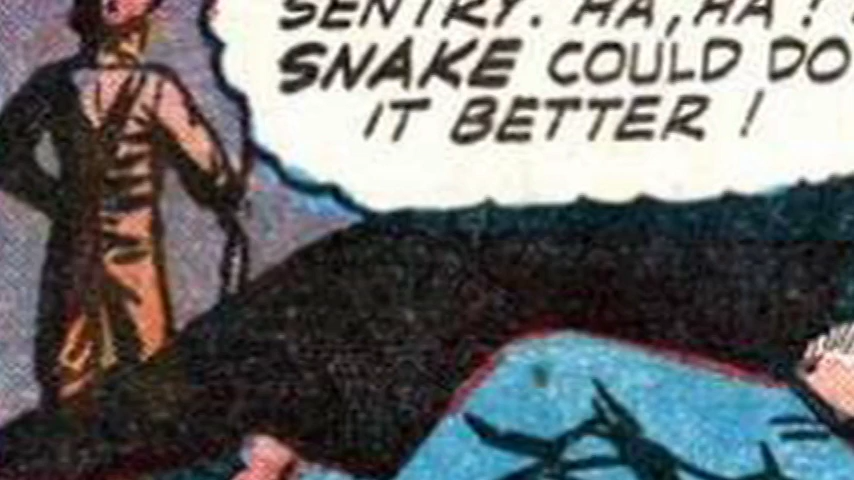 SENTRY. HA, HA!
SNAKE COULD DO
IT BETTER!